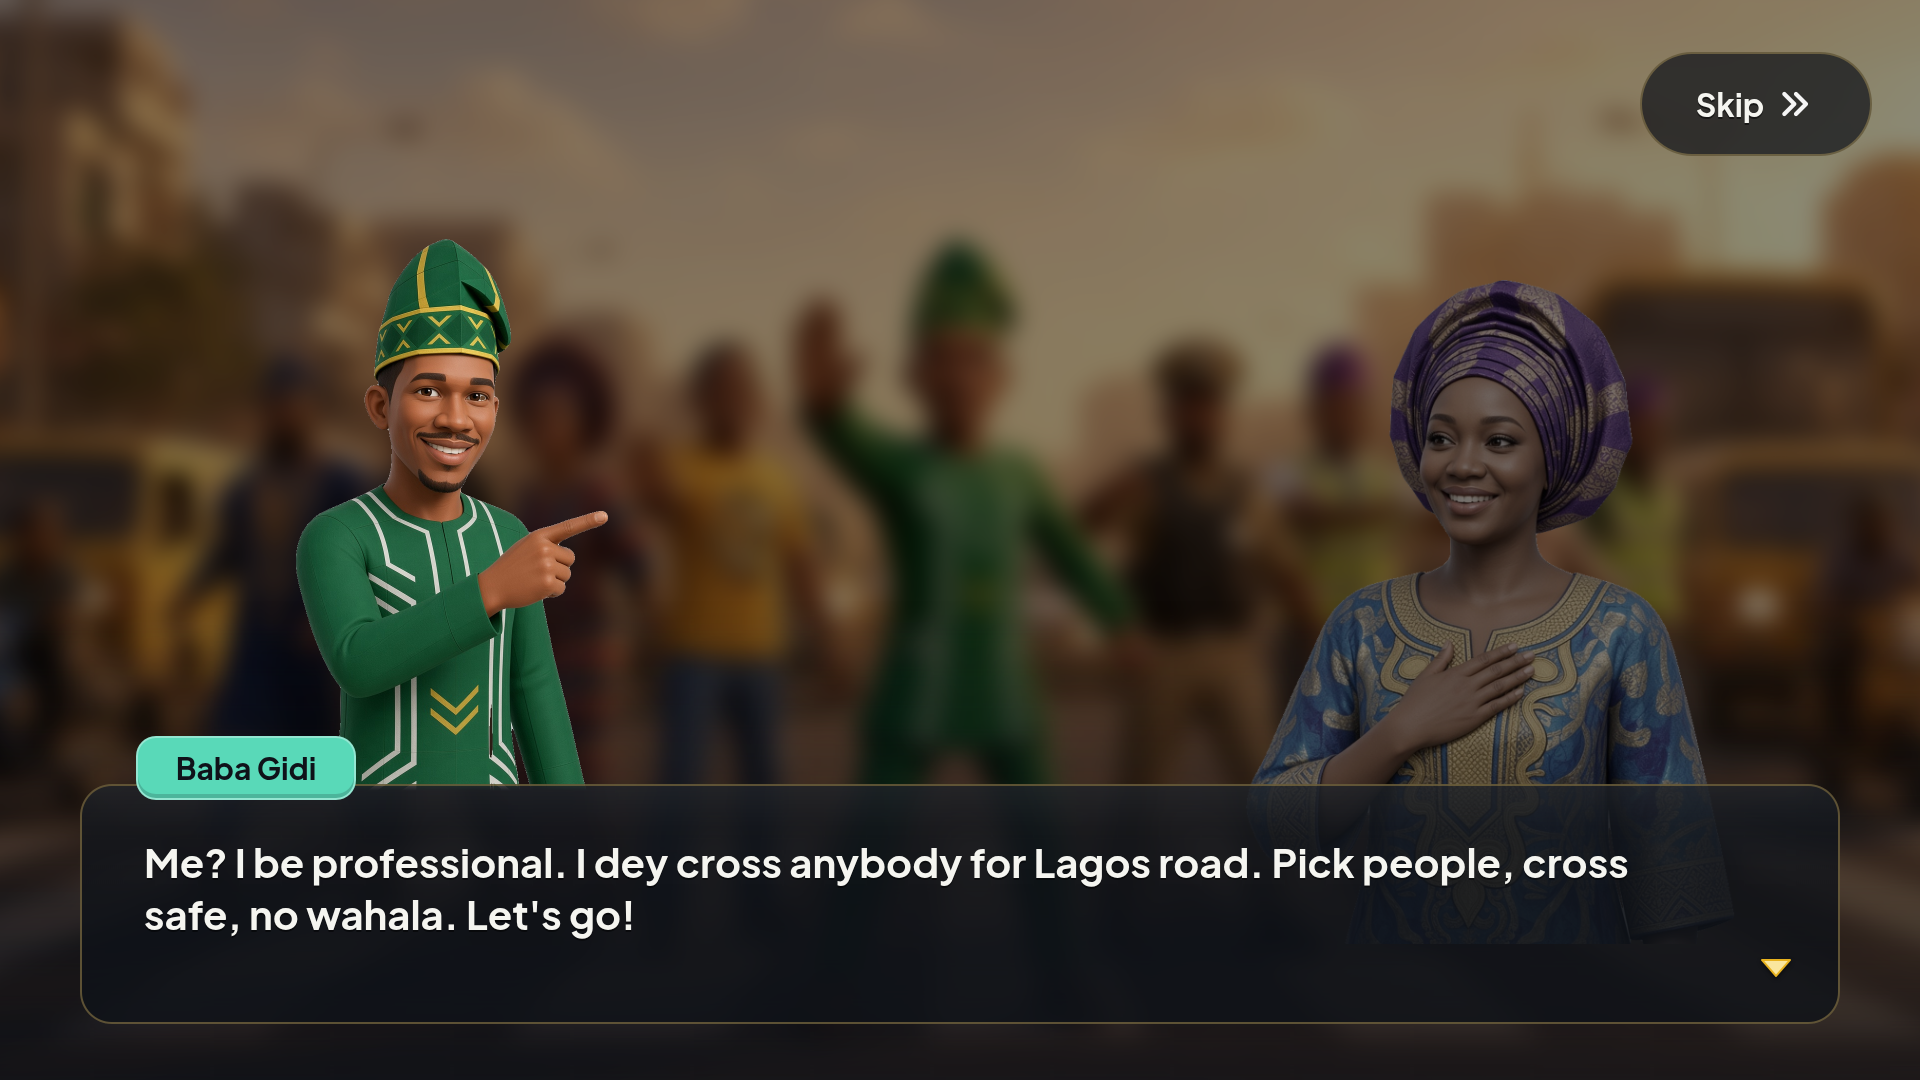 Skip
Baba Gidi
Me? I be professional. I dey cross anybody for Lagos road. Pick people, cross
safe, no wahala. Let's go!